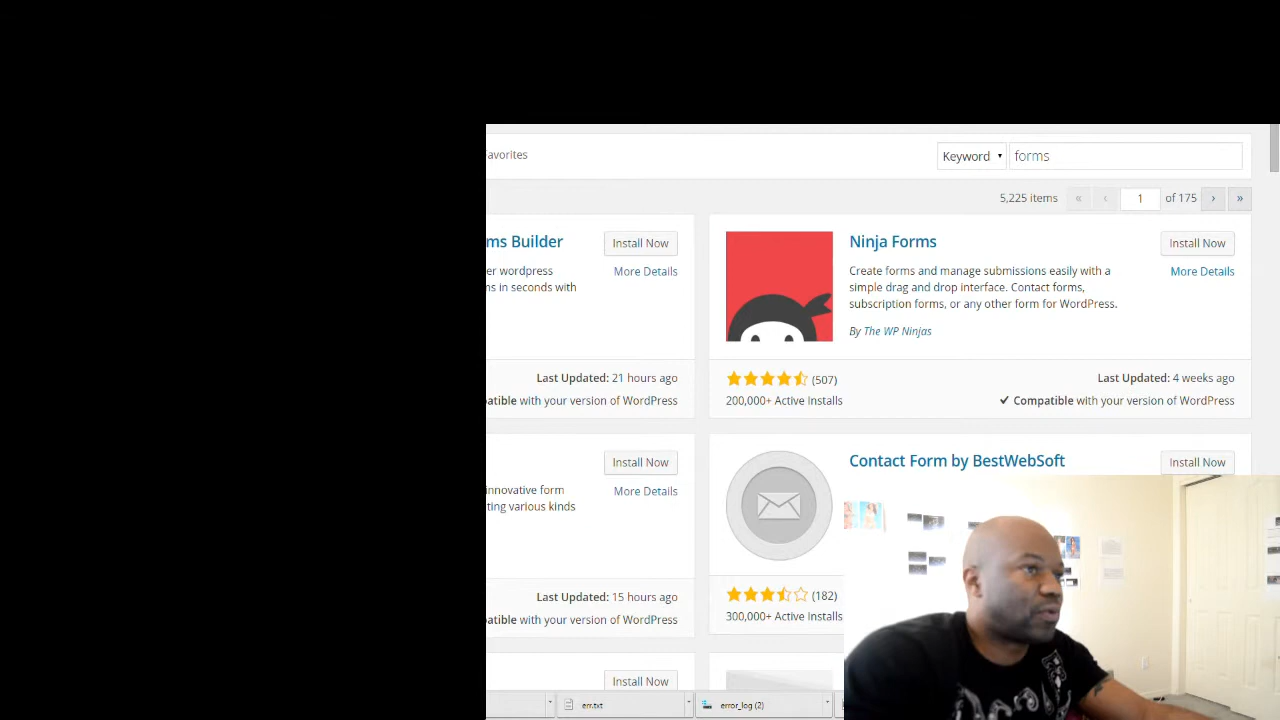 avorites
Keyword
forms
5,225 items
«
‹
1
of 175
›
»
ms Builder
Install Now
er wordpress
More Details
ns in seconds with
Last Updated: 21 hours ago
patible with your version of WordPress
Ninja Forms
Install Now
Create forms and manage submissions easily with a
More Details
simple drag and drop interface. Contact forms,
subscription forms, or any other form for WordPress.
By The WP Ninjas
(507)
Last Updated: 4 weeks ago
200,000+ Active Installs
Compatible with your version of WordPress
Install Now
innovative form
More Details
ting various kinds
Last Updated: 15 hours ago
patible with your version of WordPress
Contact Form by BestWebSoft
Install Now
(182)
300,000+ Active Installs
Install Now
err.txt
error_log (2)